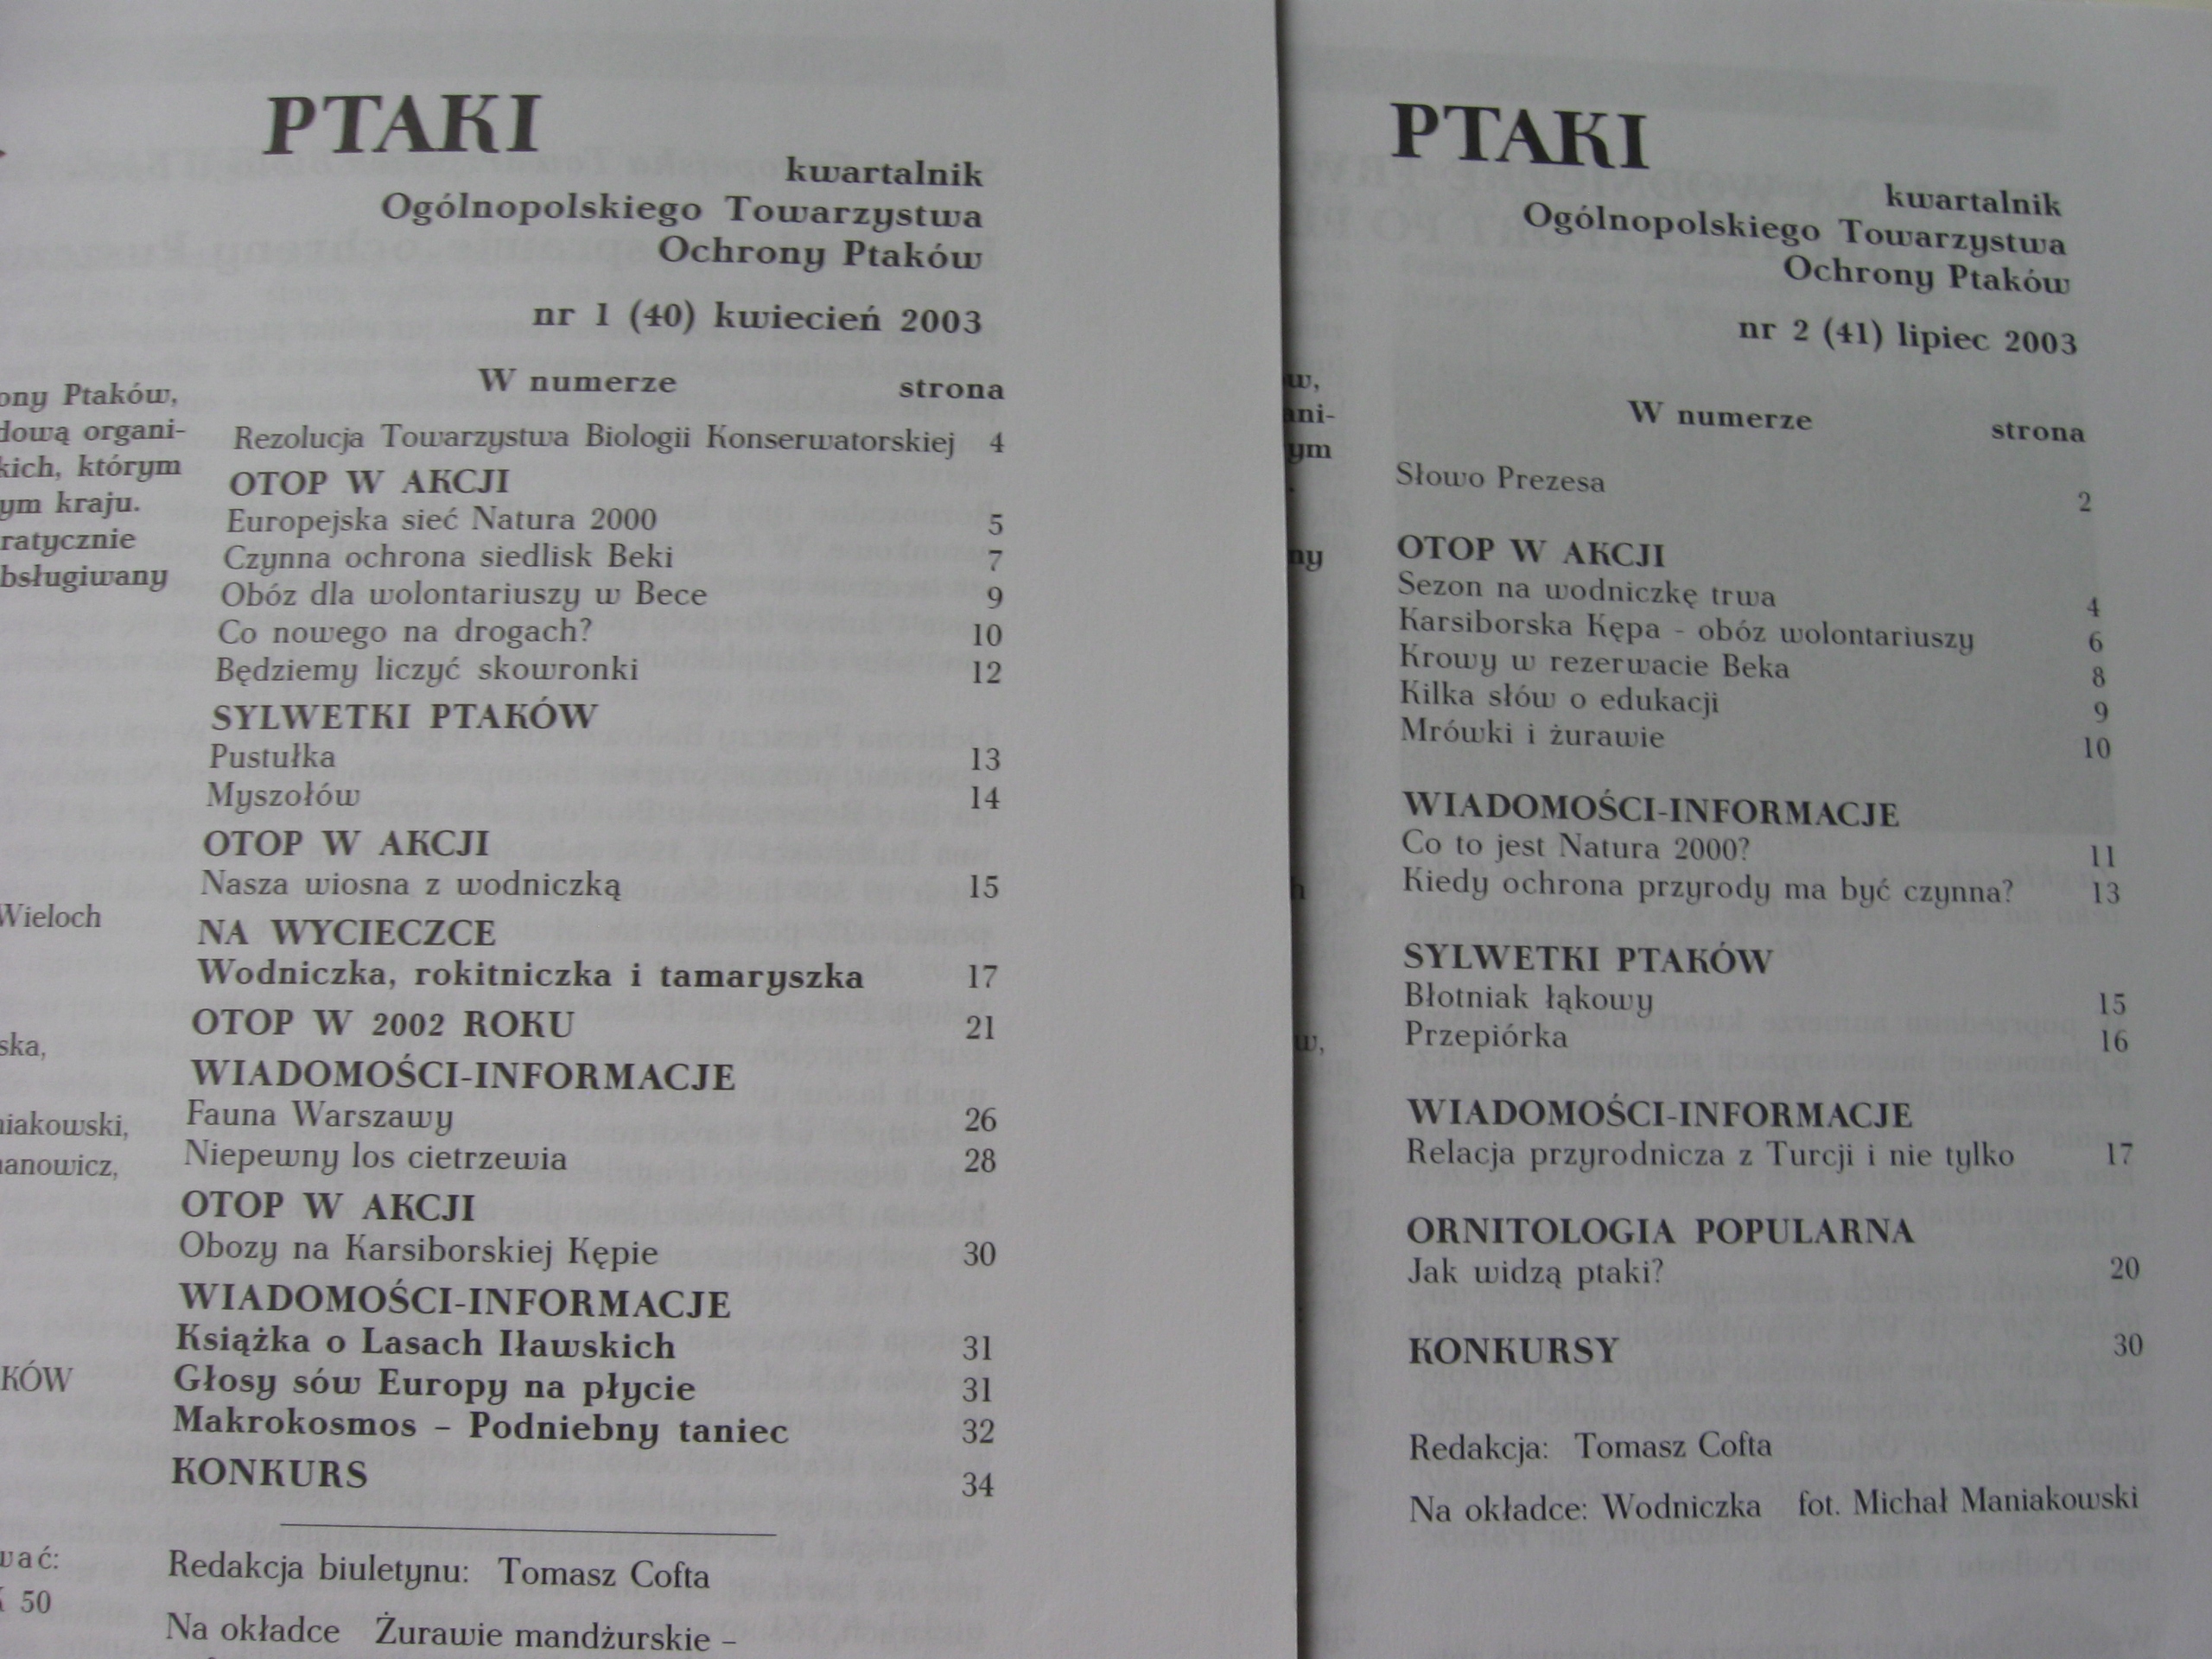 PTAKI
kwartalnik
Ogólnopolskiego Towarzystwa
Ochrony Ptaków
nr 1 (40) kwiecień 2003
W numerze strona
Rezolucja Towarzystwa Biologii Konserwatorskiej 4
OTOP W AKCJI
Europejska sieć Natura 2000 5
Czynna ochrona siedlisk Beki 7
Obóz dla wolontariuszy w Bece 9
Co nowego na drogach? 10
Będziemy liczyć skowronki 12
SYLWETKI PTAKÓW
Pustułka 13
Myszołów 14
OTOP W AKCJI
Nasza wiosna z wodniczką 15
NA WYCIECZCE
Wodniczka, rokitniczka i tamaryszka 17
OTOP W 2002 ROKU 21
WIADOMOŚCI-INFORMACJE
Fauna Warszawy 26
Niepewny los cietrzewia 28
OTOP W AKCJI
Obozy na Karsiborskiej Kępie 30
WIADOMOŚCI-INFORMACJE
Książka o Lasach Iławskich 31
Głosy sów Europy na płycie 31
Makrokosmos – Podniebny taniec 32
KONKURS 34
Redakcja biuletynu: Tomasz Cofta
Na okładce Żurawie mandżurskie –
ony Ptaków,
dową organi-
kich, którym
ym kraju.
ratycznie
bsługiwany
Wieloch
ska,
niakowski,
nanowicz,
KÓW
wać:
50
PTAKI
kwartalnik
Ogólnopolskiego Towarzystwa
Ochrony Ptaków
nr 2 (41) lipiec 2003
W numerze strona
Słowo Prezesa 2
OTOP W AKCJI
Sezon na wodniczkę trwa 4
Karsiborska Kępa - obóz wolontariuszy 6
Krowy w rezerwacie Beka 8
Kilka słów o edukacji 9
Mrówki i żurawie 10
WIADOMOŚCI-INFORMACJE
Co to jest Natura 2000? 11
Kiedy ochrona przyrody ma być czynna? 13
SYLWETKI PTAKÓW
Błotniak łąkowy 15
Przepiórka 16
WIADOMOŚCI-INFORMACJE
Relacja przyrodnicza z Turcji i nie tylko 17
ORNITOLOGIA POPULARNA
Jak widzą ptaki? 20
KONKURSY 30
Redakcja: Tomasz Cofta
Na okładce: Wodniczka fot. Michał Maniakowski
w,
ani-
ym
ny
h
w,